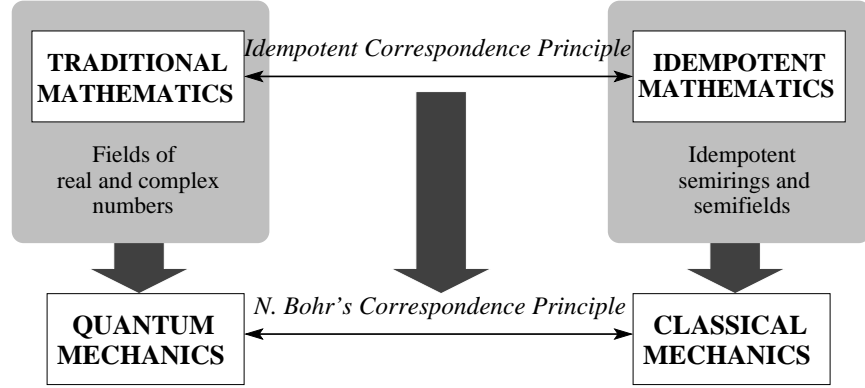 Idempotent Correspondence Principle
TRADITIONAL
MATHEMATICS
IDEMPOTENT
MATHEMATICS
Fields of
real and complex
numbers
Idempotent
semirings and
semifields
N. Bohr's Correspondence Principle
QUANTUM
MECHANICS
CLASSICAL
MECHANICS